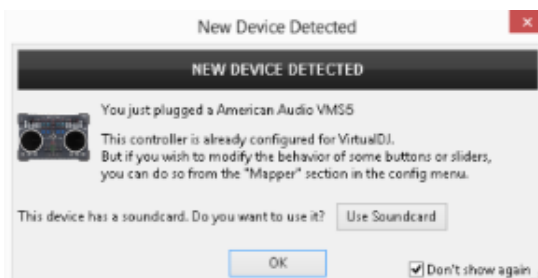 New Device Detected
NEW DEVICE DETECTED
You just plugged a American Audio VMS5
This controller is already configured for VirtualDJ.
But if you wish to modify the behavior of some buttons or sliders,
you can do so from the "Mapper" section in the config menu.
This device has a soundcard. Do you want to use it? Use Soundcard
OK
Don't show again